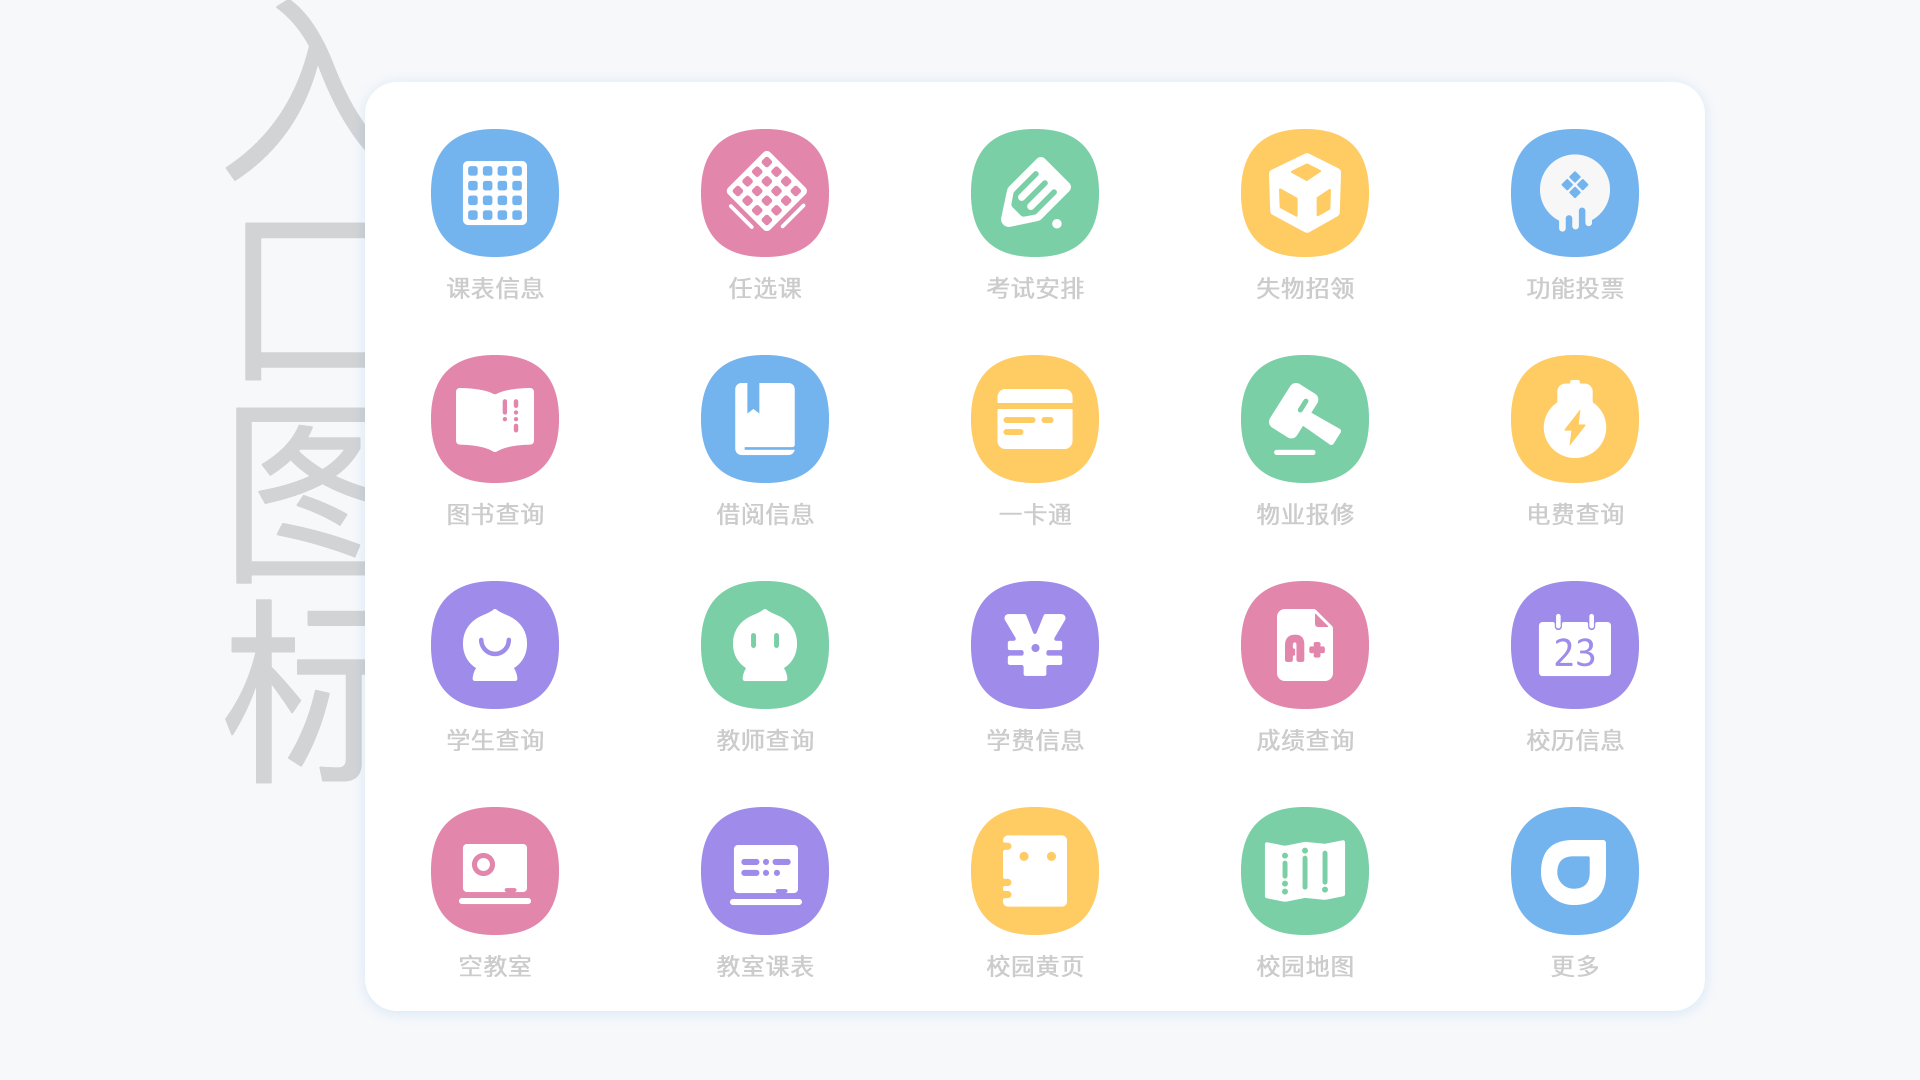 入口图标
课表信息
任选课
考试安排
失物招领
功能投票
图书查询
借阅信息
一卡通
物业报修
电费查询
学生查询
教师查询
学费信息
A+
成绩查询
23
校历信息
空教室
教室课表
校园黄页
校园地图
更多